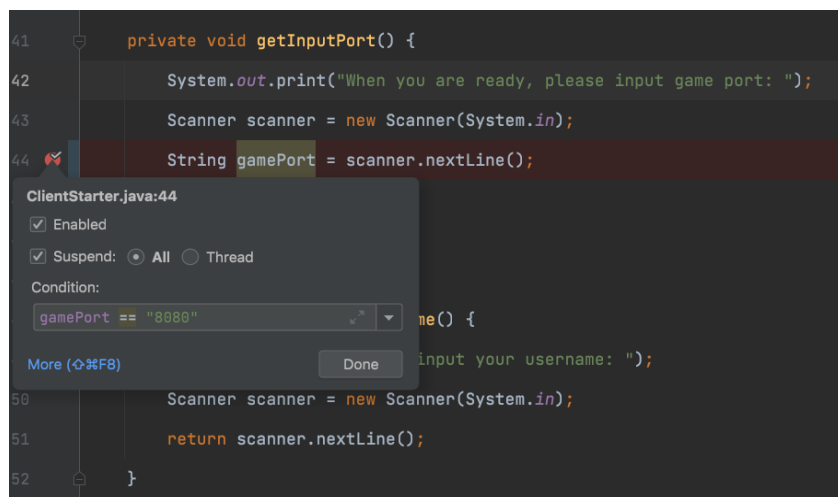 41 private void getInputPort() {
42 System.out.print("When you are ready, please input game port: ");
43 Scanner scanner = new Scanner(System.in);
44 String gamePort = scanner.nextLine();
ClientStarter.java:44
Enabled
Suspend: All Thread
Condition:
gamePort == "8080"
me() {
input your username: ");
More (⇧⌘F8) Done
50 Scanner scanner = new Scanner(System.in);
51 return scanner.nextLine();
52 }